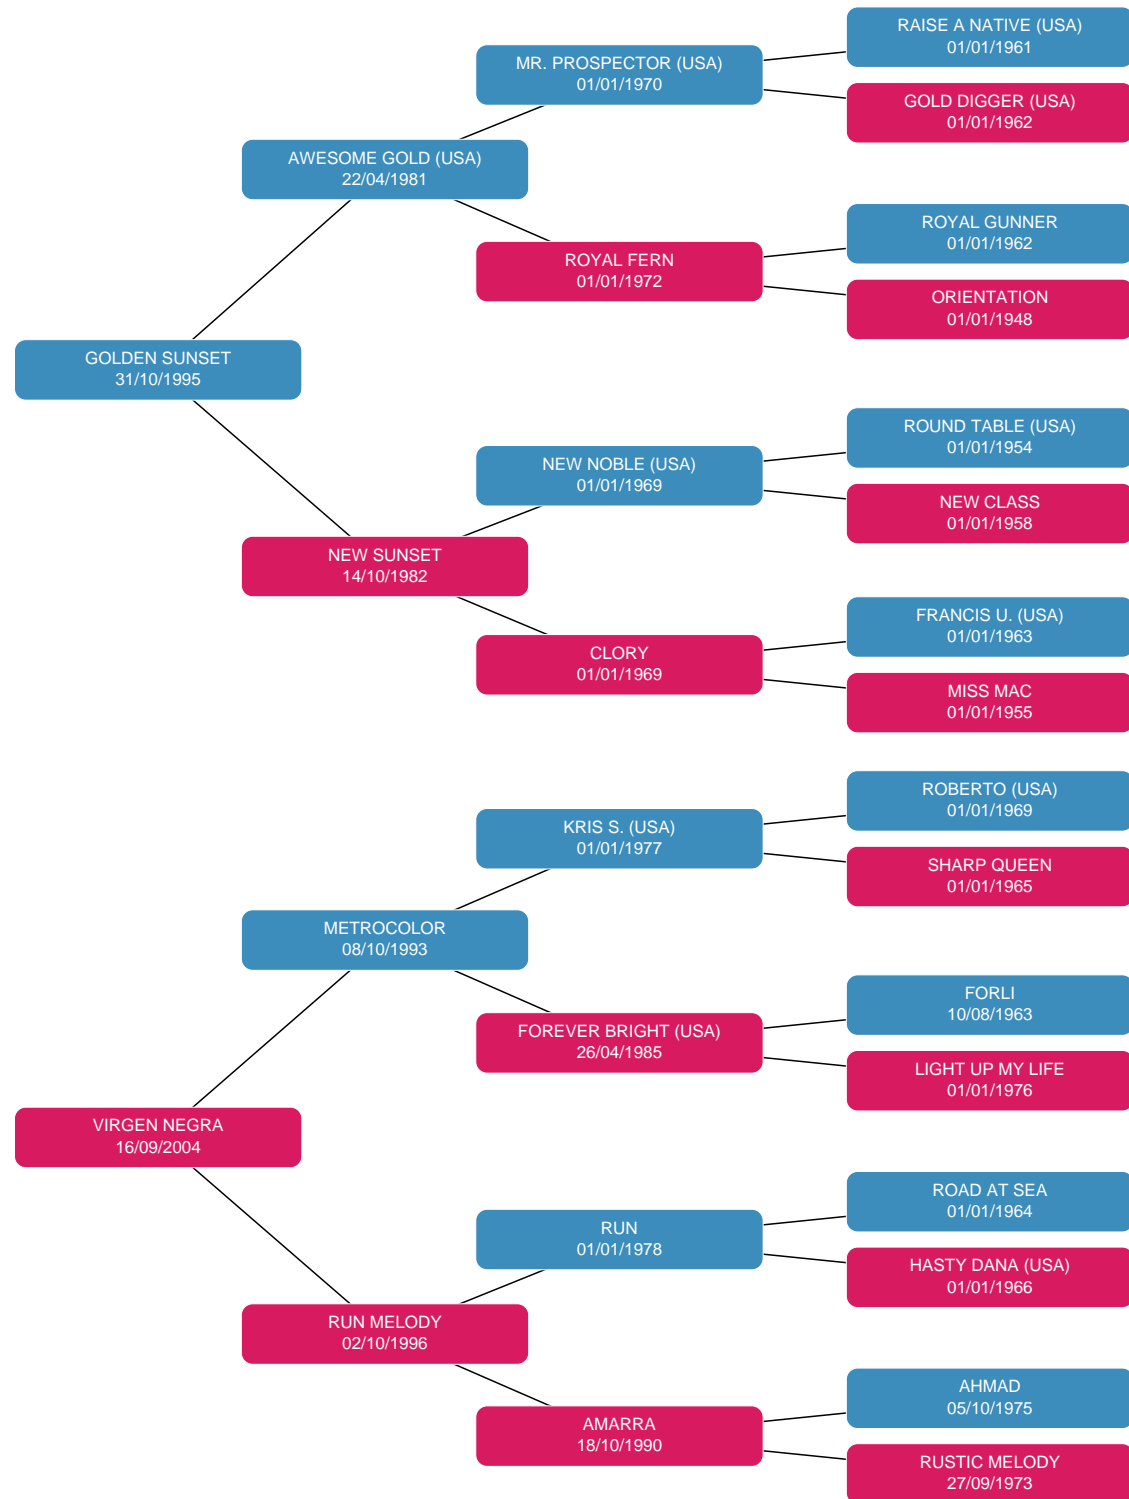 RAISE A NATIVE (USA)
01/01/1961
MR. PROSPECTOR (USA)
01/01/1970
GOLD DIGGER (USA)
01/01/1962
AWESOME GOLD (USA)
22/04/1981
ROYAL GUNNER
01/01/1962
ROYAL FERN
01/01/1972
ORIENTATION
01/01/1948
GOLDEN SUNSET
31/10/1995
ROUND TABLE (USA)
01/01/1954
NEW NOBLE (USA)
01/01/1969
NEW CLASS
01/01/1958
NEW SUNSET
14/10/1982
FRANCIS U. (USA)
01/01/1963
CLORY
01/01/1969
MISS MAC
01/01/1955
ROBERTO (USA)
01/01/1969
KRIS S. (USA)
01/01/1977
SHARP QUEEN
01/01/1965
METROCOLOR
08/10/1993
FORLI
10/08/1963
FOREVER BRIGHT (USA)
26/04/1985
LIGHT UP MY LIFE
01/01/1976
VIRGEN NEGRA
16/09/2004
ROAD AT SEA
01/01/1964
RUN
01/01/1978
HASTY DANA (USA)
01/01/1966
RUN MELODY
02/10/1996
AHMAD
05/10/1975
AMARRA
18/10/1990
RUSTIC MELODY
27/09/1973